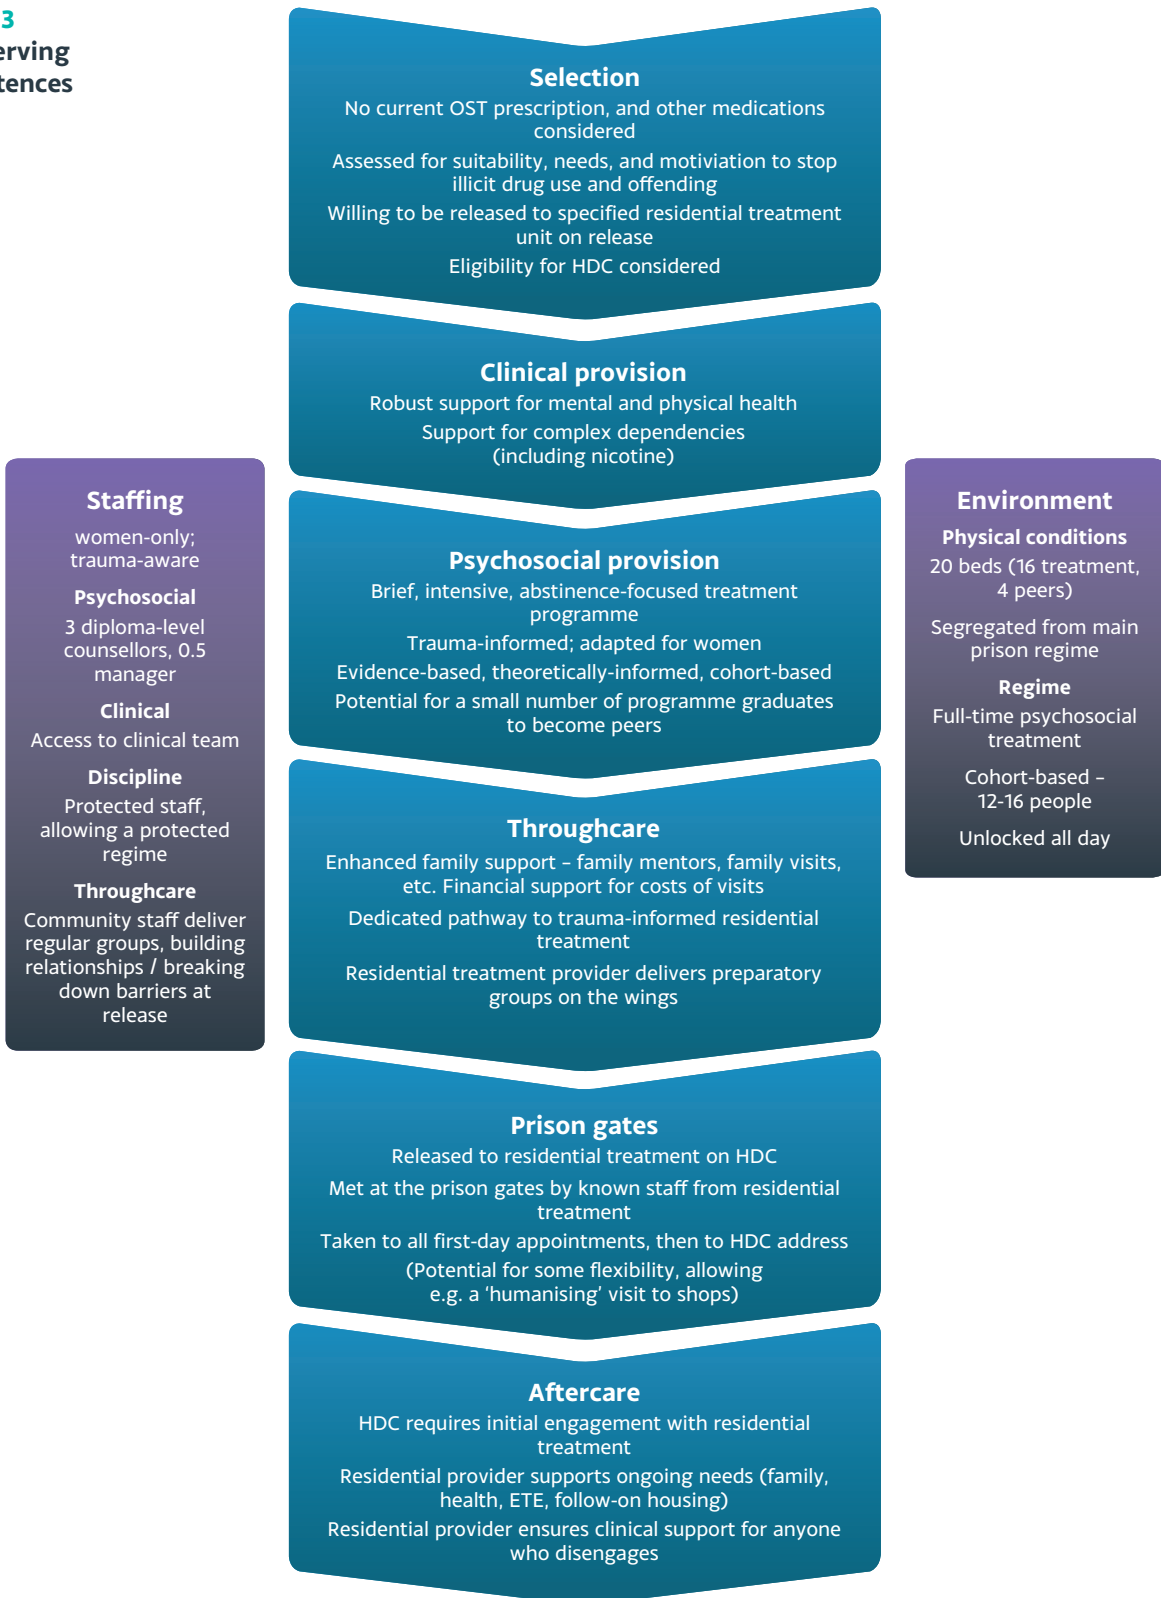 3
erving
tences
Selection
No current OST prescription, and other medications
considered
Assessed for suitability, needs, and motiviation to stop
illicit drug use and offending
Willing to be released to specified residential treatment
unit on release
Eligibility for HDC considered
Clinical provision
Robust support for mental and physical health
Support for complex dependencies
(including nicotine)
Staffing
women-only;
trauma-aware
Psychosocial
3 diploma-level
counsellors, 0.5
manager
Clinical
Access to clinical team
Discipline
Protected staff,
allowing a protected
regime
Throughcare
Community staff deliver
regular groups, building
relationships / breaking
down barriers at
release
Psychosocial provision
Brief, intensive, abstinence-focused treatment
programme
Trauma-informed; adapted for women
Evidence-based, theoretically-informed, cohort-based
Potential for a small number of programme graduates
to become peers
Environment
Physical conditions
20 beds (16 treatment,
4 peers)
Segregated from main
prison regime
Regime
Full-time psychosocial
treatment
Cohort-based –
12-16 people
Unlocked all day
Throughcare
Enhanced family support – family mentors, family visits,
etc. Financial support for costs of visits
Dedicated pathway to trauma-informed residential
treatment
Residential treatment provider delivers preparatory
groups on the wings
Prison gates
Released to residential treatment on HDC
Met at the prison gates by known staff from residential
treatment
Taken to all first-day appointments, then to HDC address
(Potential for some flexibility, allowing
e.g. a ‘humanising’ visit to shops)
Aftercare
HDC requires initial engagement with residential
treatment
Residential provider supports ongoing needs (family,
health, ETE, follow-on housing)
Residential provider ensures clinical support for anyone
who disengages